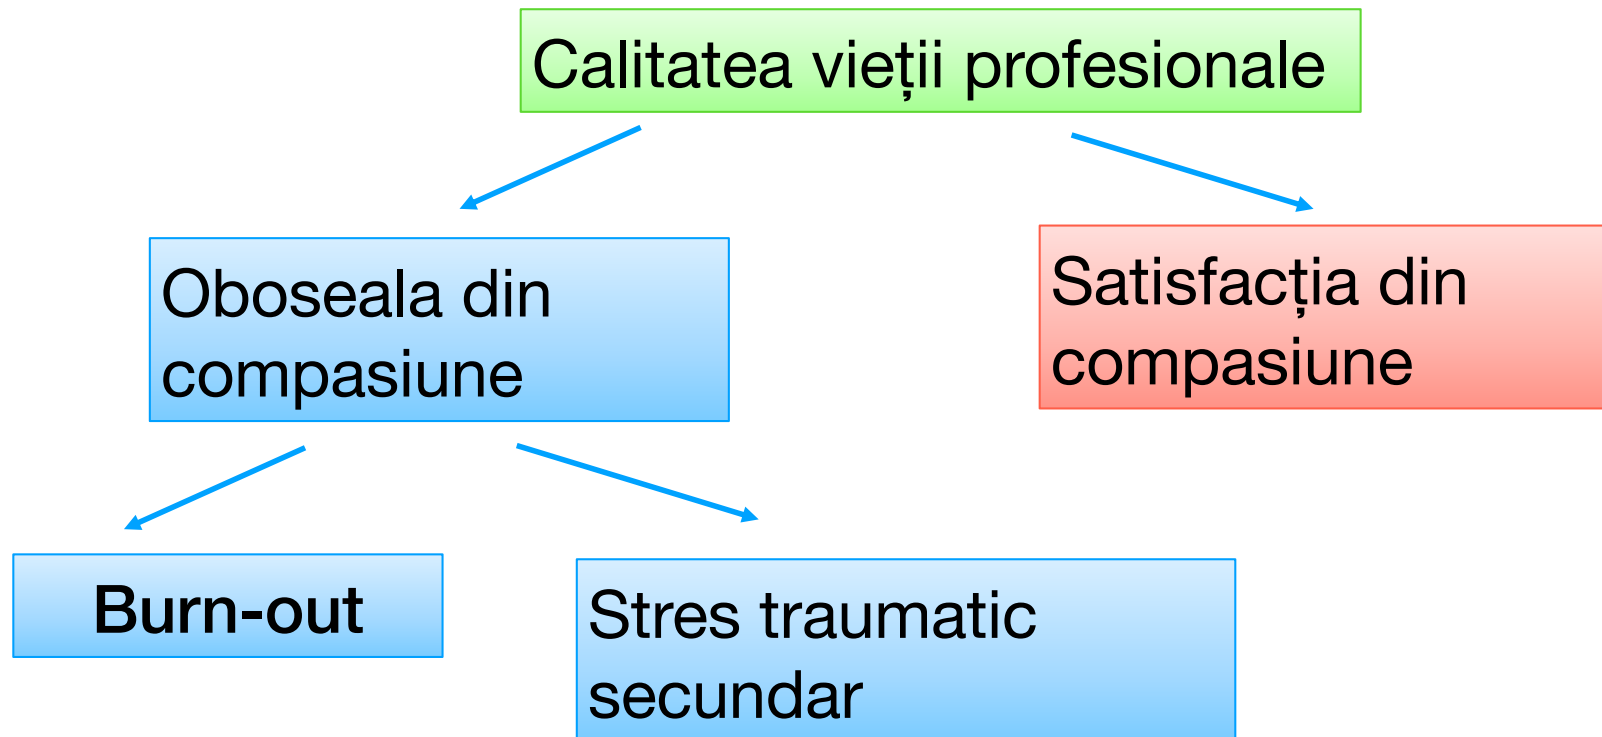 Calitatea vieții profesionale
Oboseala din
compasiune
Satisfacția din
compasiune
Burn-out
Stres traumatic
secundar